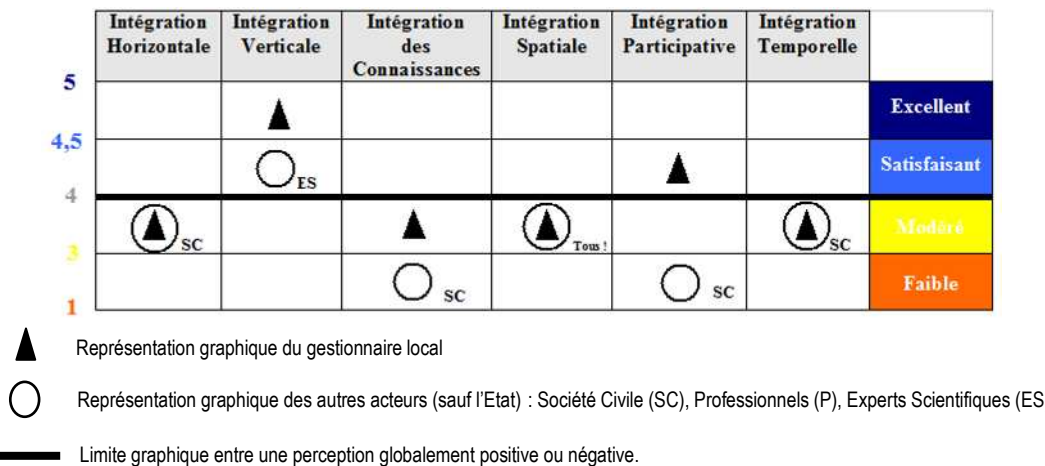 Intégration Horizontale
Intégration Verticale
Intégration des Connaissances
Intégration Spatiale
Intégration Participative
Intégration Temporelle
5
Excellent
4,5
ES
Satisfaisant
4
SC
Tous !
SC
Modéré
3
SC
SC
Faible
1
Représentation graphique du gestionnaire local
Représentation graphique des autres acteurs (sauf l'Etat) : Société Civile (SC), Professionnels (P), Experts Scientifiques (ES
Limite graphique entre une perception globalement positive ou négative.